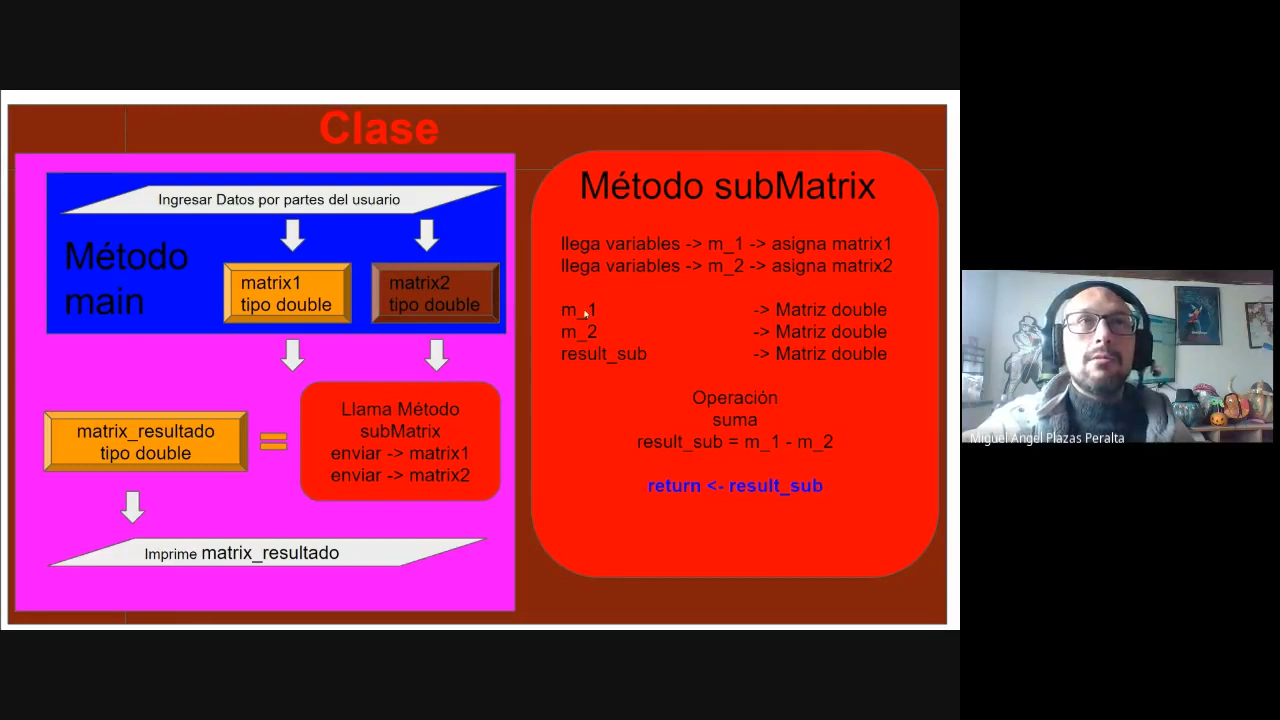 Clase
Ingresar Datos por partes del usuario
Método
main
matrix1
tipo double
matrix2
tipo double
Llama Método
subMatrix
enviar -> matrix1
enviar -> matrix2
matrix_resultado
tipo double
Imprime matrix_resultado
Método subMatrix
llega variables -> m_1 -> asigna matrix1
llega variables -> m_2 -> asigna matrix2
m_1 -> Matriz double
m_2 -> Matriz double
result_sub -> Matriz double
Operación
suma
result_sub = m_1 - m_2
return <- result_sub
Miguel Angel Plazas Peralta